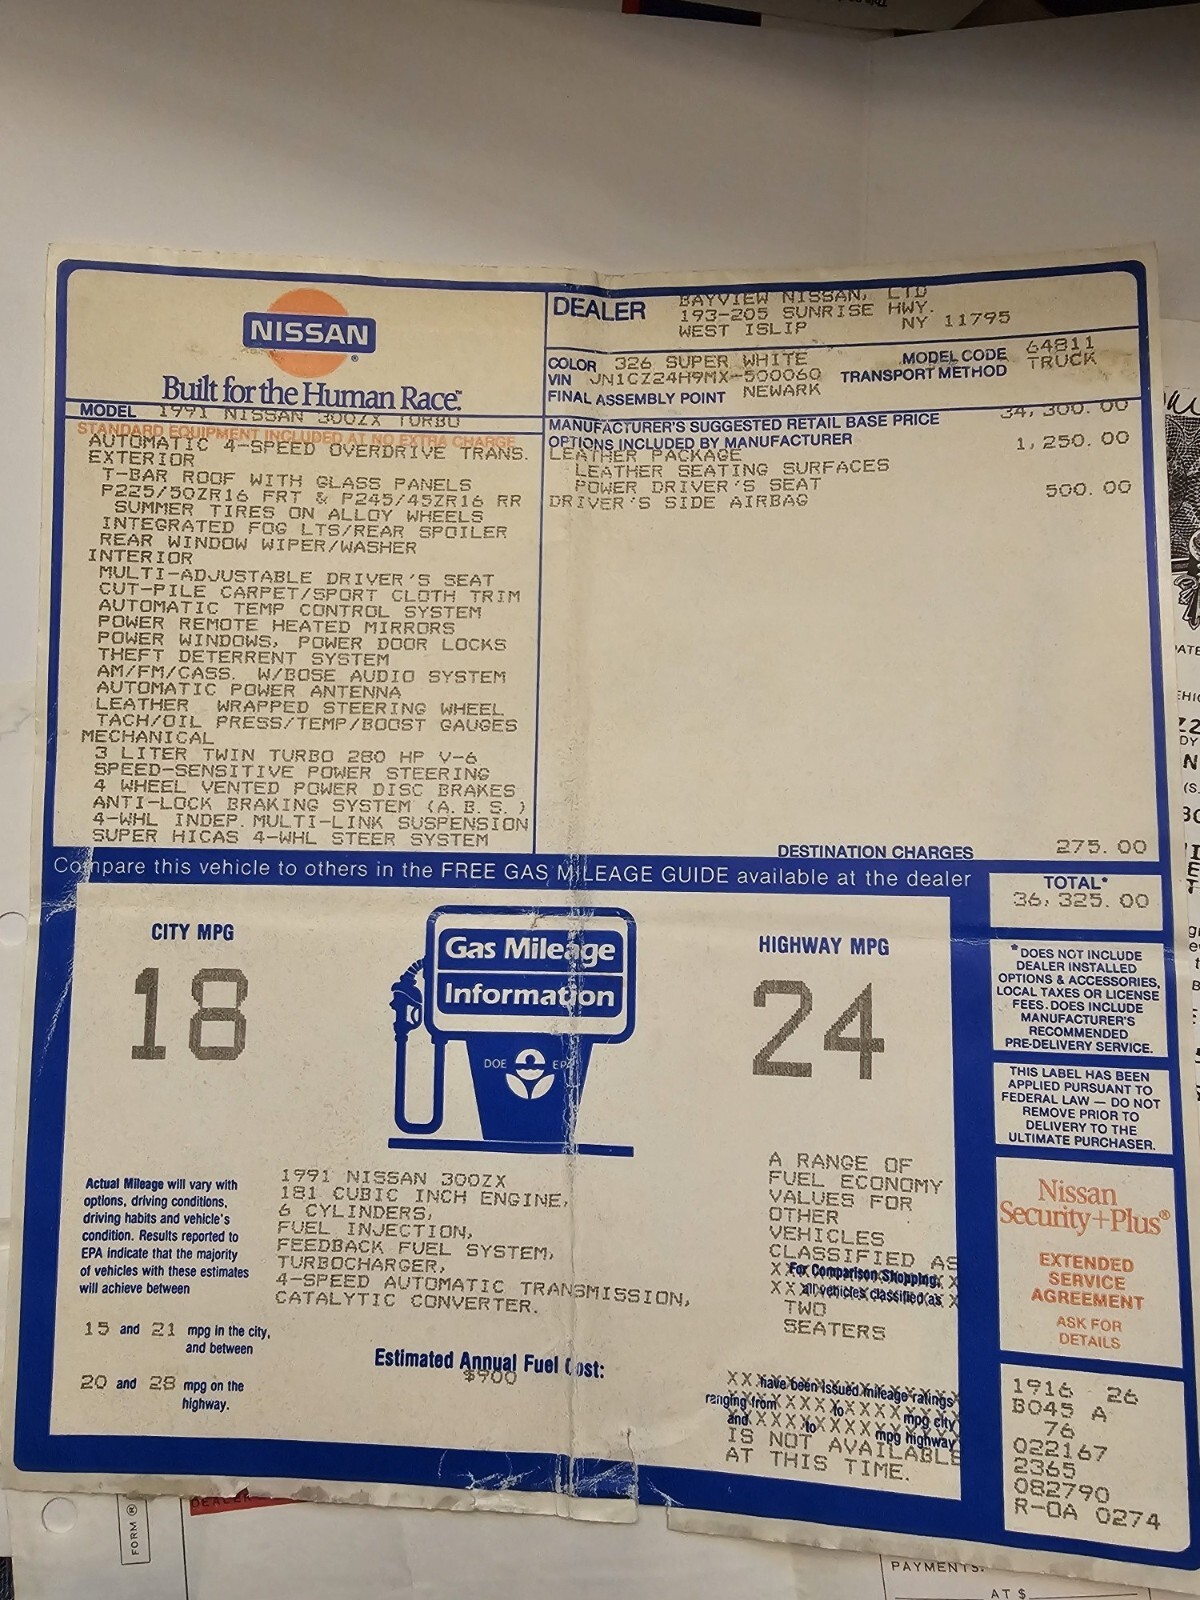 NISSAN
Built for the Human Race.™
DEALER
BAYVIEW NISSAN, LTD
193-205 SUNRISE HWY.
WEST ISLIP NY 11795
COLOR 326 SUPER WHITE
MODEL CODE 64811
VIN JN1CZ24H9MX-500060
TRANSPORT METHOD TRUCK
FINAL ASSEMBLY POINT NEWARK
MODEL 1991 NISSAN 300ZX TURBO
STANDARD EQUIPMENT INCLUDED AT NO EXTRA CHARGE
AUTOMATIC 4-SPEED OVERDRIVE TRANS.
EXTERIOR
T-BAR ROOF WITH GLASS PANELS
P225/50ZR16 FRT & P245/45ZR16 RR
SUMMER TIRES ON ALLOY WHEELS
INTEGRATED FOG LTS/REAR SPOILER
REAR WINDOW WIPER/WASHER
INTERIOR
MULTI-ADJUSTABLE DRIVER'S SEAT
CUT-PILE CARPET/SPORT CLOTH TRIM
AUTOMATIC TEMP CONTROL SYSTEM
POWER REMOTE HEATED MIRRORS
POWER WINDOWS, POWER DOOR LOCKS
THEFT DETERRENT SYSTEM
AM/FM/CASS. W/BOSE AUDIO SYSTEM
AUTOMATIC POWER ANTENNA
LEATHER WRAPPED STEERING WHEEL
TACH/OIL PRESS/TEMP/BOOST GAUGES
MECHANICAL
3 LITER TWIN TURBO 280 HP V-6
SPEED-SENSITIVE POWER STEERING
4 WHEEL VENTED POWER DISC BRAKES
ANTI-LOCK BRAKING SYSTEM (A.B.S.)
4-WHL INDEP. MULTI-LINK SUSPENSION
SUPER HICAS 4-WHL STEER SYSTEM
MANUFACTURER'S SUGGESTED RETAIL BASE PRICE 34,300.00
OPTIONS INCLUDED BY MANUFACTURER
LEATHER PACKAGE 1,250.00
LEATHER SEATING SURFACES
POWER DRIVER'S SEAT
DRIVER'S SIDE AIRBAG 500.00
DESTINATION CHARGES 275.00
Compare this vehicle to others in the FREE GAS MILEAGE GUIDE available at the dealer
TOTAL*
36,325.00
CITY MPG
18
Gas Mileage
Information
DOE EPA
HIGHWAY MPG
24
*DOES NOT INCLUDE
DEALER INSTALLED
OPTIONS & ACCESSORIES,
LOCAL TAXES OR LICENSE
FEES. DOES INCLUDE
MANUFACTURER'S
RECOMMENDED
PRE-DELIVERY SERVICE.
THIS LABEL HAS BEEN
APPLIED PURSUANT TO
FEDERAL LAW — DO NOT
REMOVE PRIOR TO
DELIVERY TO THE
ULTIMATE PURCHASER.
Actual Mileage will vary with
options, driving conditions,
driving habits and vehicle's
condition. Results reported to
EPA indicate that the majority
of vehicles with these estimates
will achieve between
15 and 21 mpg in the city,
and between
20 and 28 mpg on the
highway.
1991 NISSAN 300ZX
181 CUBIC INCH ENGINE,
6 CYLINDERS,
FUEL INJECTION,
FEEDBACK FUEL SYSTEM,
TURBOCHARGER,
4-SPEED AUTOMATIC TRANSMISSION,
CATALYTIC CONVERTER.
Estimated Annual Fuel Cost:
$900
A RANGE OF
FUEL ECONOMY
VALUES FOR
OTHER
VEHICLES
CLASSIFIED AS
For Comparison Shopping,
all vehicles classified as
TWO
SEATERS
have been issued mileage ratings
ranging from to mpg city
and to mpg highway
IS NOT AVAILABLE
AT THIS TIME.
Nissan
Security+Plus®
EXTENDED
SERVICE
AGREEMENT
ASK FOR
DETAILS
1916 26
B045 A
76
022167
2365
082790
R-OA 0274
DEALER
FORM
PAYMENTS.
AT $